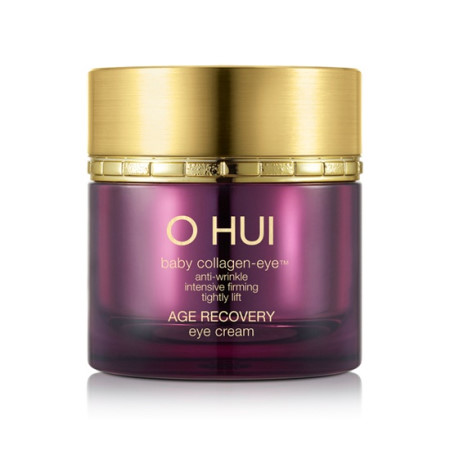 O HUI
baby collagen-eye™
anti-wrinkle
intensive firming
tightly lift
AGE RECOVERY
eye cream